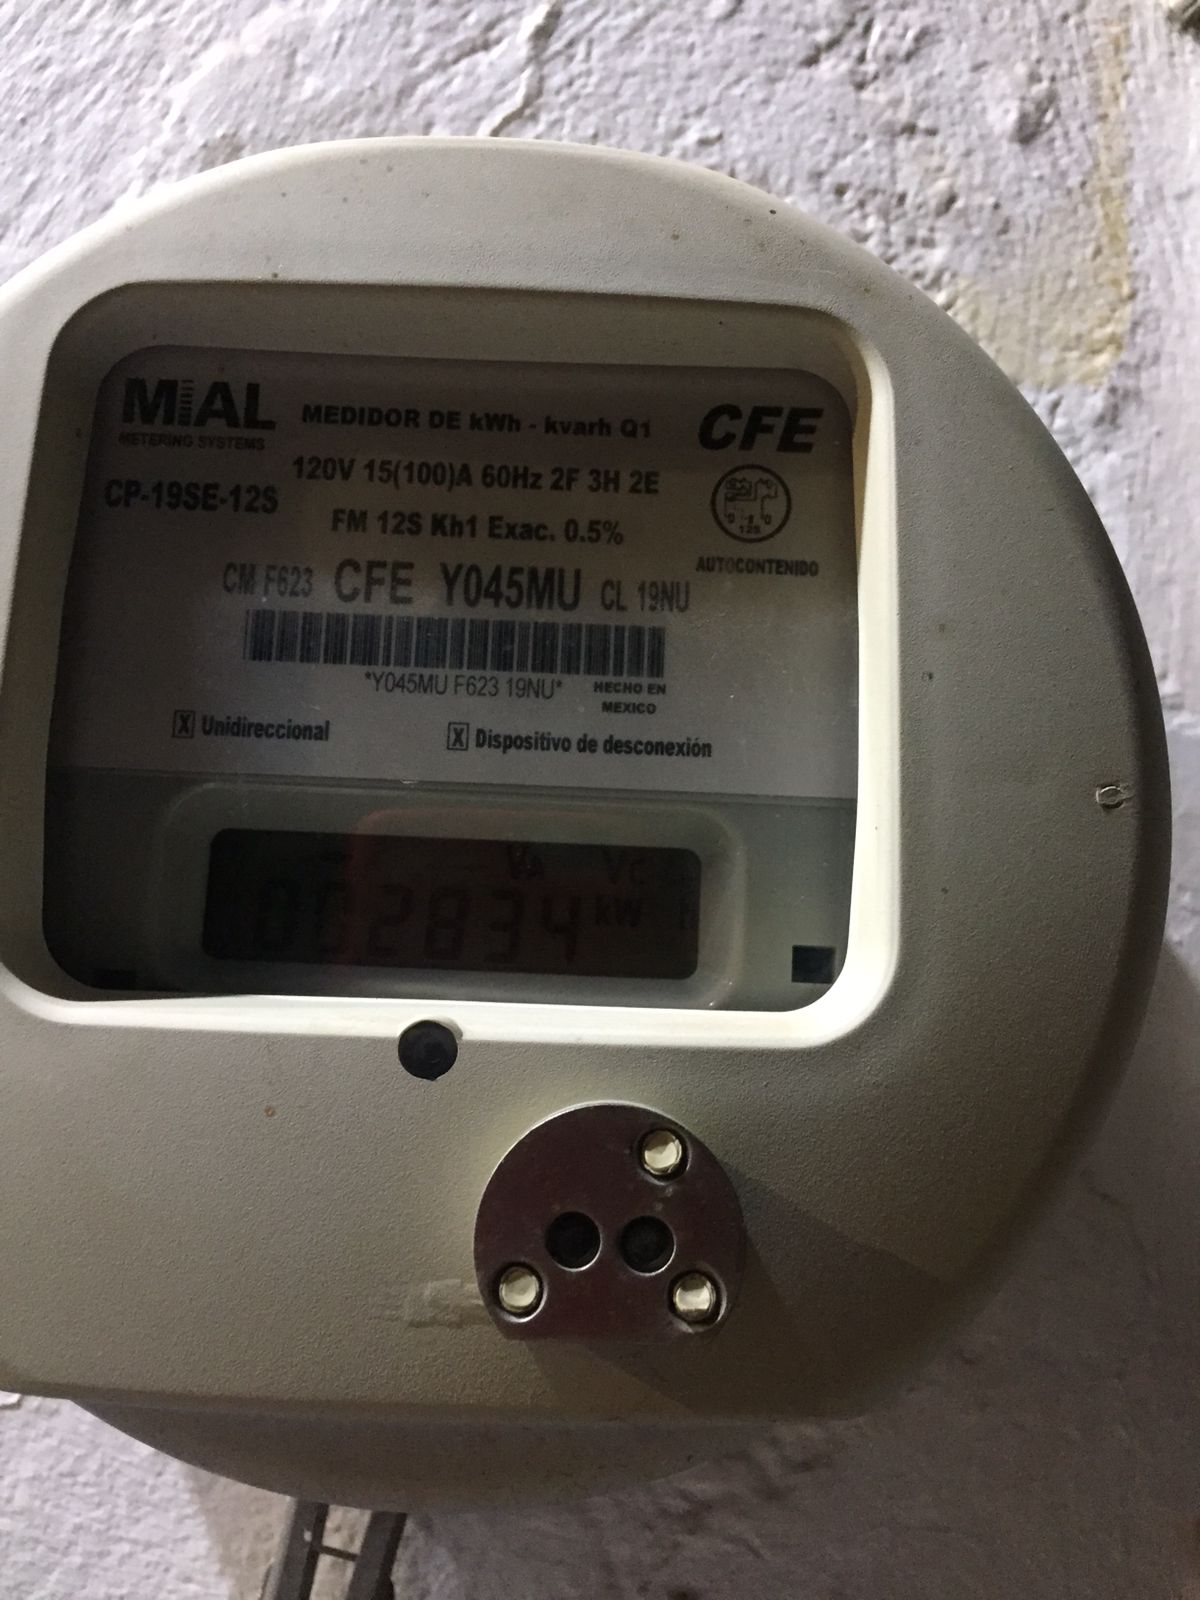 MIAL
METERING SYSTEMS
MEDIDOR DE kWh - kvarh Q1
CFE
CP-19SE-12S
120V 15(100)A 60Hz 2F 3H 2E
FM 12S Kh1 Exac. 0.5%
12S
AUTOCONTENIDO
CM F623 CFE Y045MU CL 19NU
*Y045MU F623 19NU*
HECHO EN
MEXICO
X Unidireccional
X Dispositivo de desconexión
002834 kW h